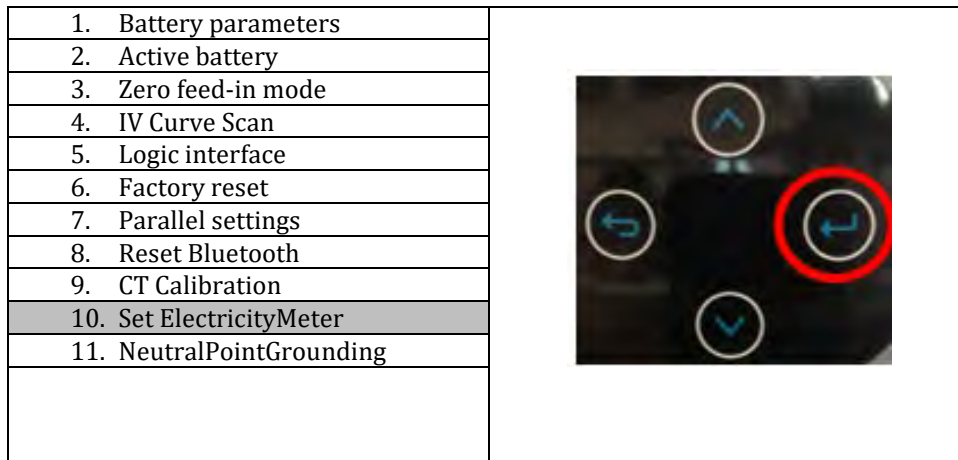 1. Battery parameters
2. Active battery
3. Zero feed-in mode
4. IV Curve Scan
5. Logic interface
6. Factory reset
7. Parallel settings
8. Reset Bluetooth
9. CT Calibration
10. Set ElectricityMeter
11. NeutralPointGrounding